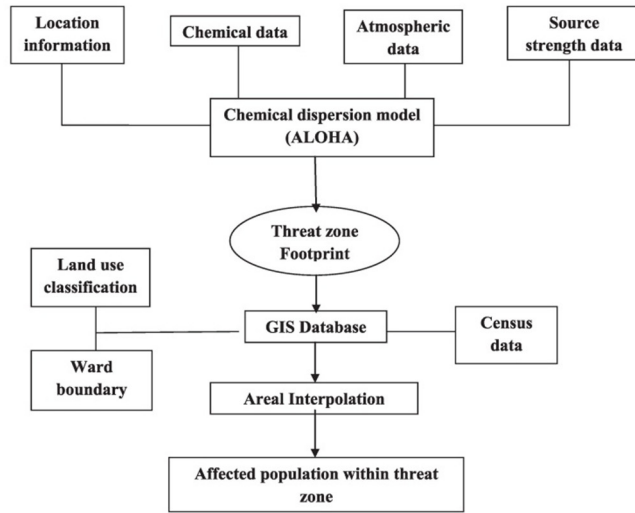 Location
information
Chemical data
Atmospheric
data
Source
strength data
Chemical dispersion model
(ALOHA)
Threat zone
Footprint
Land use
classification
GIS Database
Census
data
Ward
boundary
Areal Interpolation
Affected population within threat
zone